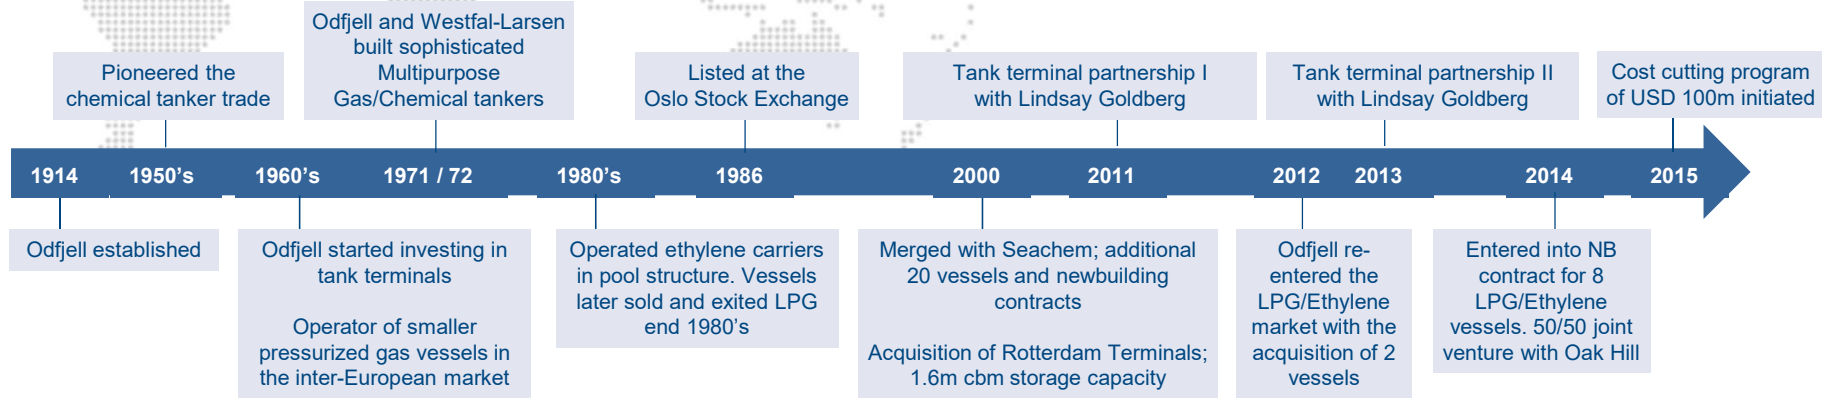 Odfjell and Westfal-Larsen
built sophisticated
Multipurpose
Gas/Chemical tankers
Pioneered the
chemical tanker trade
Listed at the
Oslo Stock Exchange
Tank terminal partnership I
with Lindsay Goldberg
Tank terminal partnership II
with Lindsay Goldberg
Cost cutting program
of USD 100m initiated
1914 1950’s 1960’s 1971 / 72 1980’s 1986 2000 2011 2012 2013 2014 2015
Odfjell established
Odfjell started investing in
tank terminals
Operator of smaller
pressurized gas vessels in
the inter-European market
Operated ethylene carriers
in pool structure. Vessels
later sold and exited LPG
end 1980’s
Merged with Seachem; additional
20 vessels and newbuilding
contracts
Acquisition of Rotterdam Terminals;
1.6m cbm storage capacity
Odfjell re-
entered the
LPG/Ethylene
market with the
acquisition of 2
vessels
Entered into NB
contract for 8
LPG/Ethylene
vessels. 50/50 joint
venture with Oak Hill